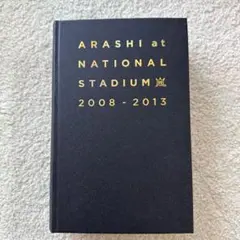 ARASHI at
NATIONAL
STADIUM 嵐
2008 - 2013